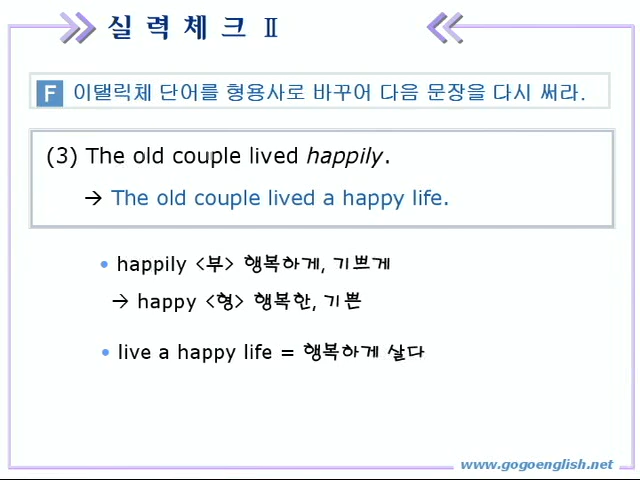 실 력 체 크 Ⅱ
F 이탤릭체 단어를 형용사로 바꾸어 다음 문장을 다시 써라.
(3) The old couple lived happily.
→ The old couple lived a happy life.
• happily <부> 행복하게, 기쁘게
→ happy <형> 행복한, 기쁜
• live a happy life = 행복하게 살다
www.gogoenglish.net